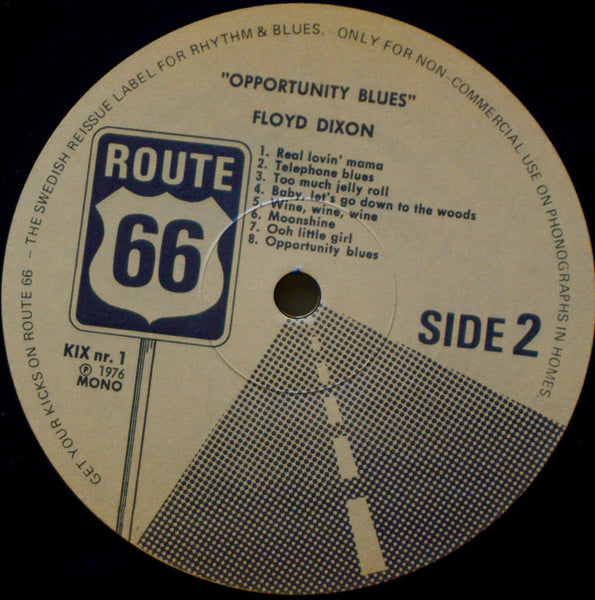 GET YOUR KICKS ON ROUTE 66 – THE SWEDISH REISSUE LABEL FOR RHYTHM & BLUES. ONLY FOR NON-COMMERCIAL USE ON PHONOGRAPHS IN HOMES.
"OPPORTUNITY BLUES"
FLOYD DIXON
1. Real lovin' mama
2. Telephone blues
3. Too much jelly roll
4. Baby, let's go down to the woods
5. Wine, wine, wine
6. Moonshine
7. Ooh little girl
8. Opportunity blues
ROUTE
66
SIDE 2
KIX nr. 1
℗ 1976
MONO